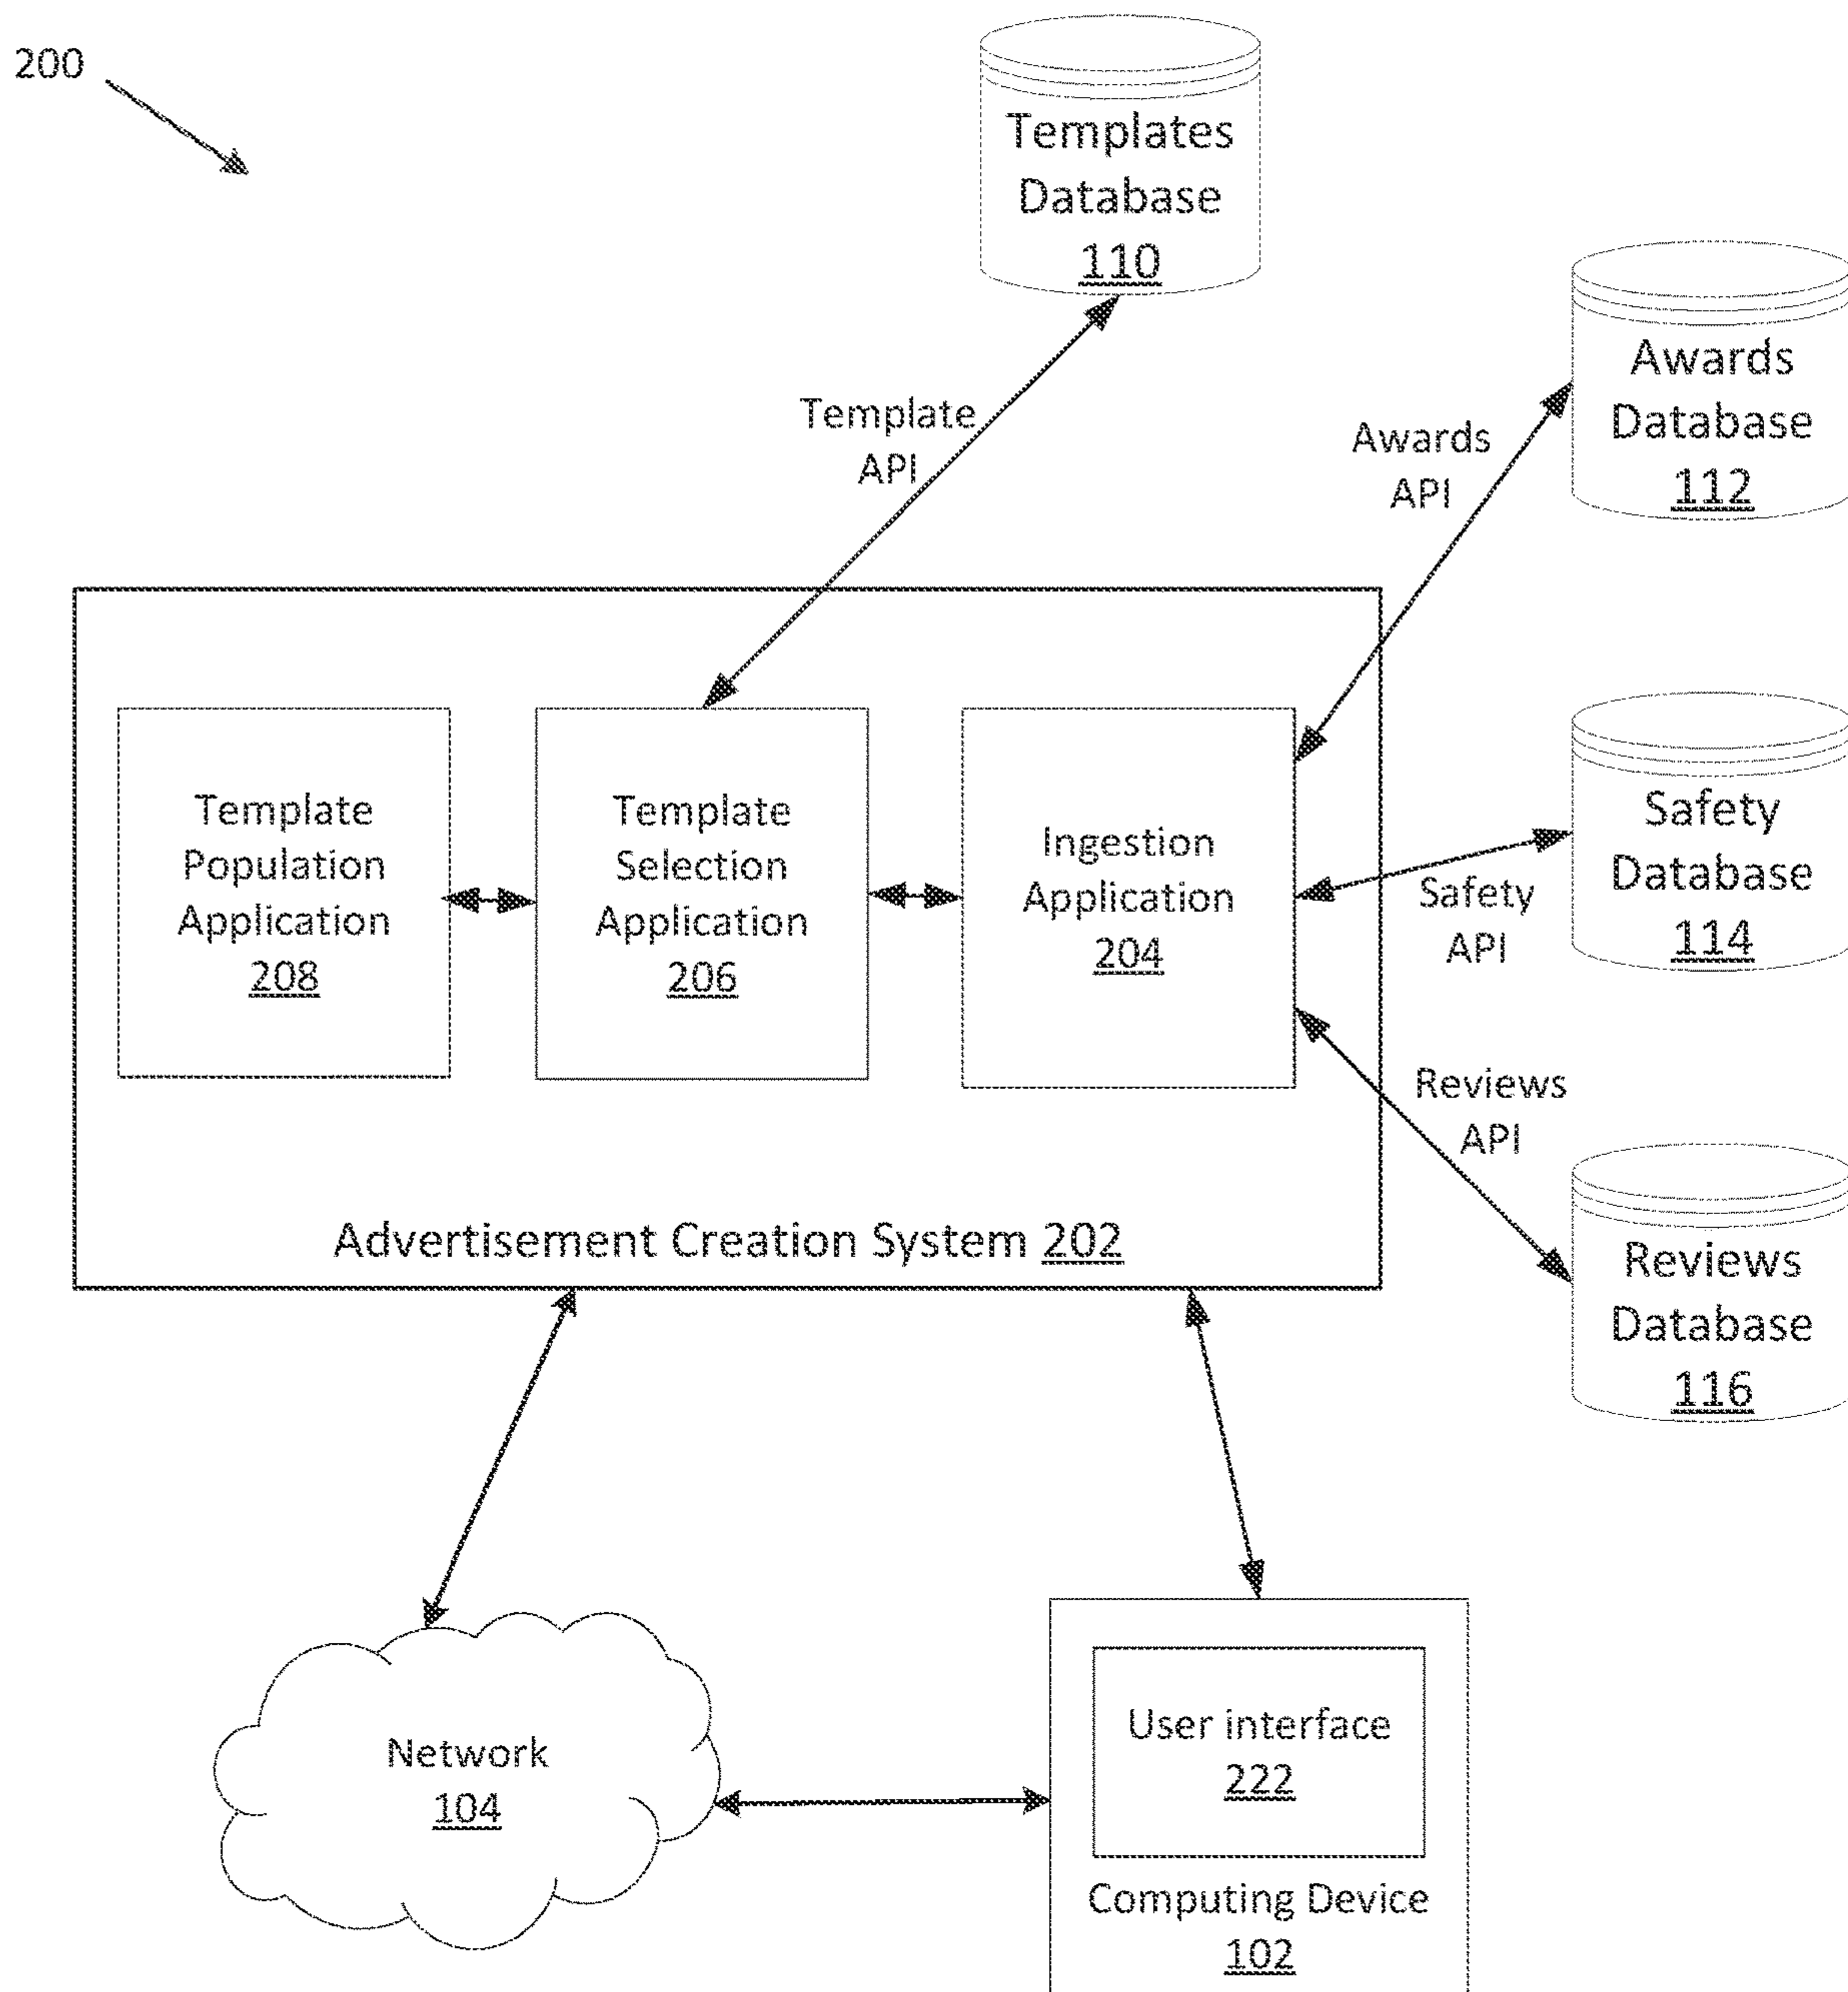 200
Templates
Database
110
Awards
Database
112
Template
API
Awards
API
Template
Population
Application
208
Template
Selection
Application
206
Ingestion
Application
204
Safety
Database
114
Safety
API
Reviews
API
Reviews
Database
116
Advertisement Creation System 202
Network
104
User interface
222
Computing Device
102